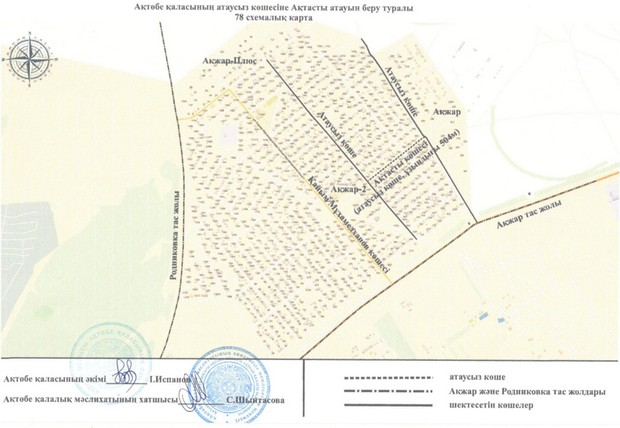 Ақтөбе қаласының атаусыз көшесіне Ақтасты атауын беру туралы
78 схемалық карта
Ақжар-Плюс
Атаусыз көше
Ақжар
Атаусыз көше
Ақтасты көшесі
(атаусыз көше, ұзындығы 504м)
Ақжар-2
Қайым Мұхамедханов көшесі
Родниковка тас жолы
Ақжар тас жолы
Ақтөбе қаласының әкімі І.Испанов
Ақтөбе қалалық мәслихатының хатшысы С.Шынтасова
атаусыз көше
Ақжар және Родниковка тас жолдары
шектесетін көшелер